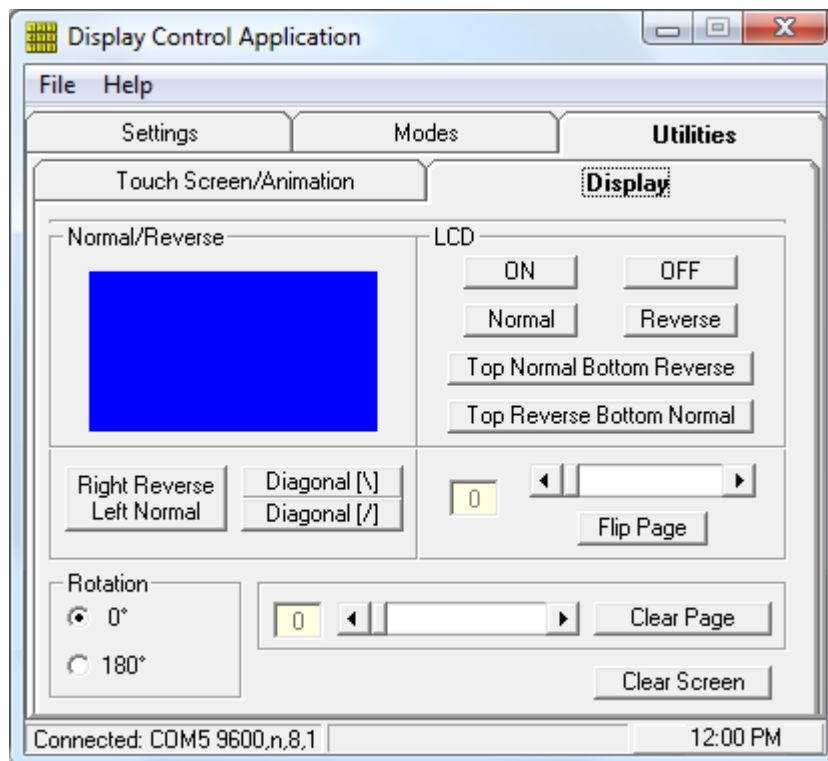 Display Control Application
File Help
Settings Modes Utilities
Touch Screen/Animation Display
Normal/Reverse LCD
ON OFF
Normal Reverse
Top Normal Bottom Reverse
Top Reverse Bottom Normal
Right Reverse
Left Normal
Diagonal [\]
Diagonal [/]
0
Flip Page
Rotation
0°
180°
0
Clear Page
Clear Screen
Connected: COM5 9600,n,8,1 12:00 PM